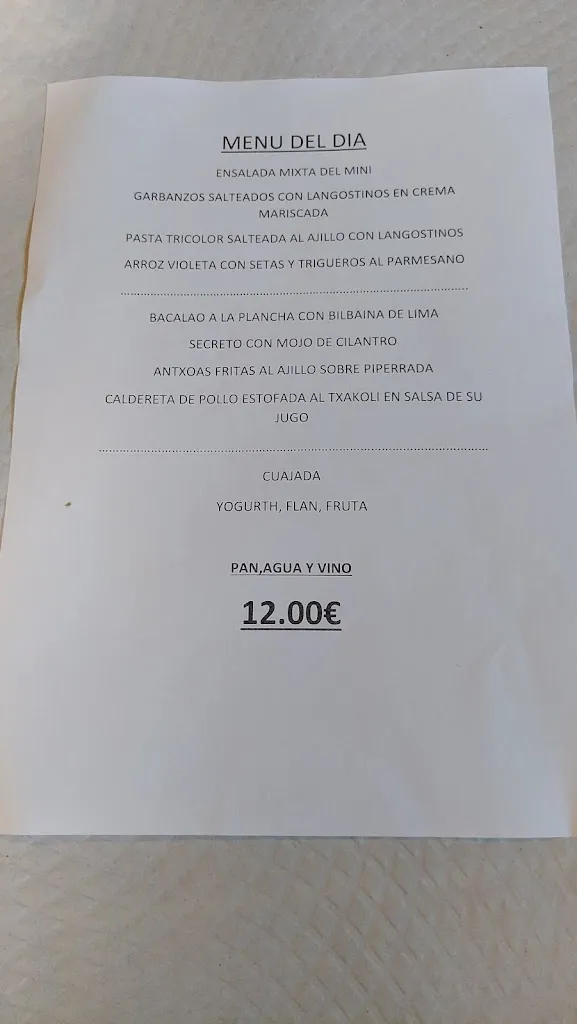 MENU DEL DIA
ENSALADA MIXTA DEL MINI
GARBANZOS SALTEADOS CON LANGOSTINOS EN CREMA
MARISCADA
PASTA TRICOLOR SALTEADA AL AJILLO CON LANGOSTINOS
ARROZ VIOLETA CON SETAS Y TRIGUEROS AL PARMESANO
BACALAO A LA PLANCHA CON BILBAINA DE LIMA
SECRETO CON MOJO DE CILANTRO
ANTXOAS FRITAS AL AJILLO SOBRE PIPERRADA
CALDERETA DE POLLO ESTOFADA AL TXAKOLI EN SALSA DE SU
JUGO
CUAJADA
YOGURTH, FLAN, FRUTA
PAN,AGUA Y VINO
12.00€